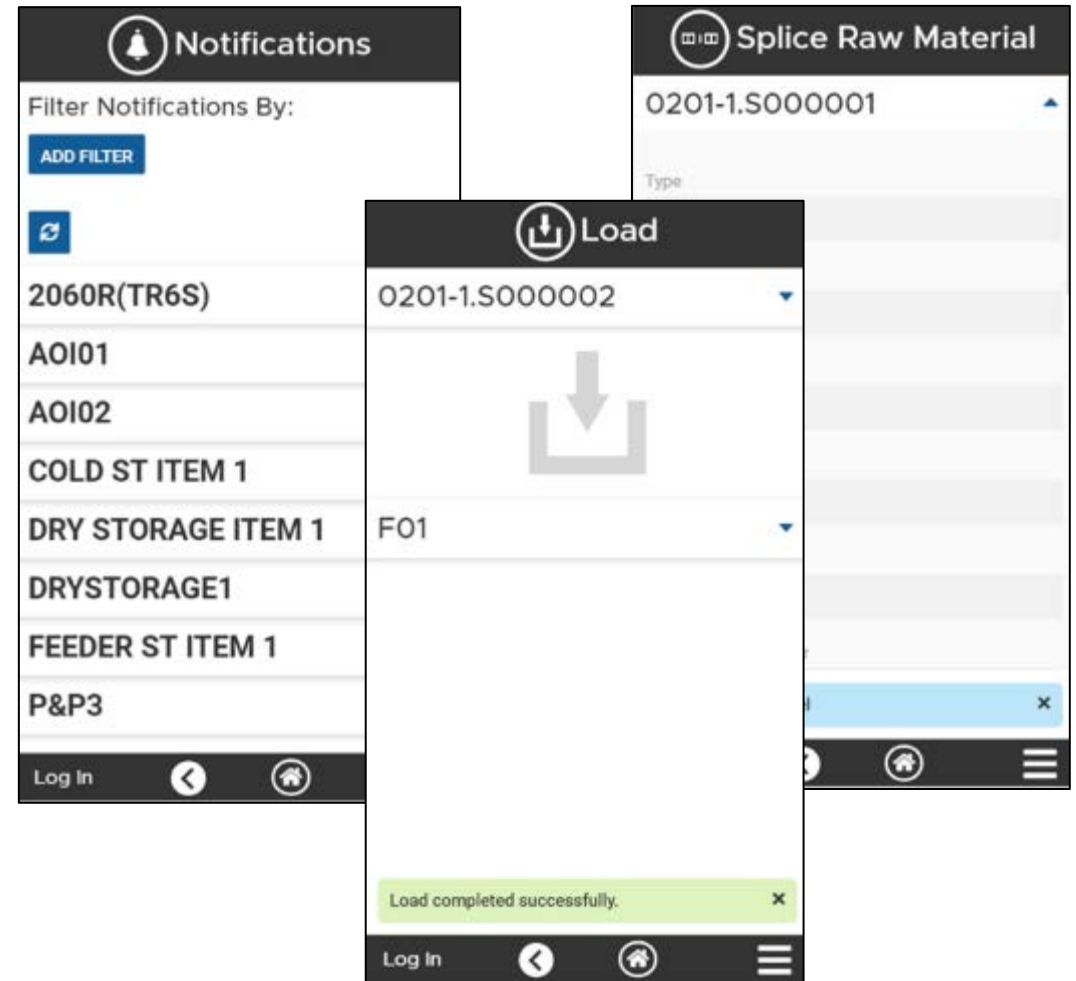 Notifications
Filter Notifications By:
ADD FILTER
2060R(TR6S)
AOI01
AOI02
COLD ST ITEM 1
DRY STORAGE ITEM 1
DRYSTORAGE1
FEEDER ST ITEM 1
P&P3
Log In
Load
0201-1.S000002
F01
Load completed successfully.
Log In
Splice Raw Material
0201-1.S000001
Type